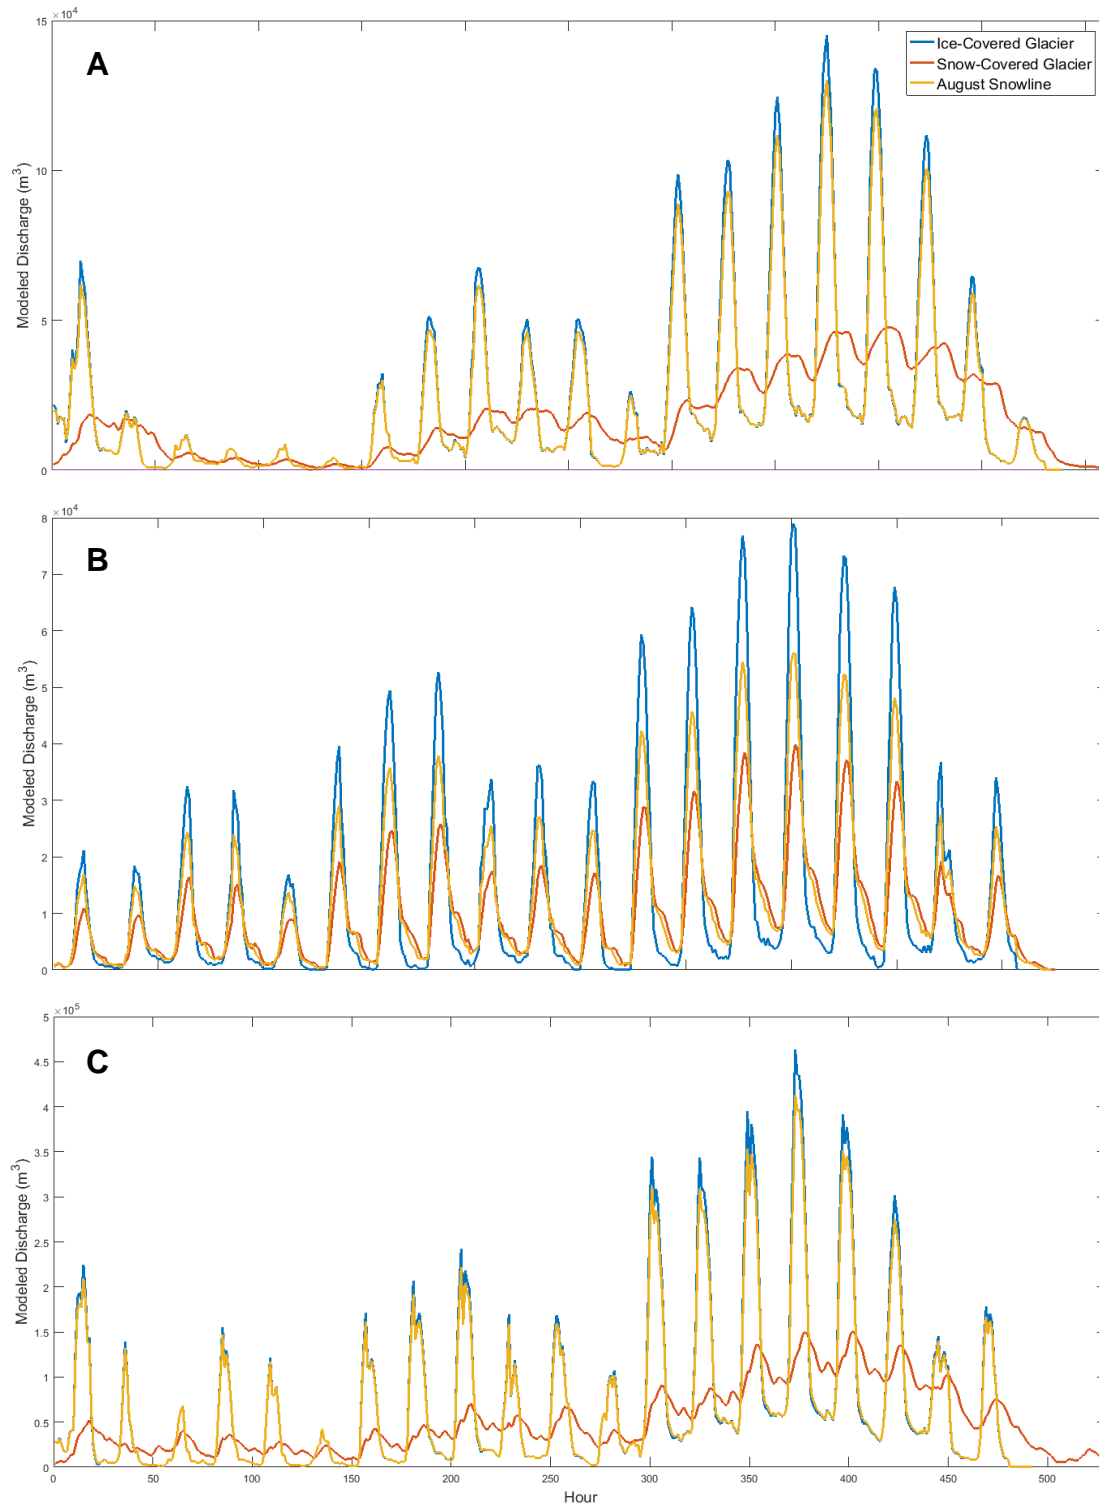 ×10⁴
15
A
Ice-Covered Glacier
Snow-Covered Glacier
August Snowline
10
5
0
Modeled Discharge (m³)
×10⁴
8
B
7
6
5
4
3
2
1
0
Modeled Discharge (m³)
×10⁵
5
C
4.5
4
3.5
3
2.5
2
1.5
1
0.5
0
Modeled Discharge (m³)
0 50 100 150 200 250 300 350 400 450 500
Hour